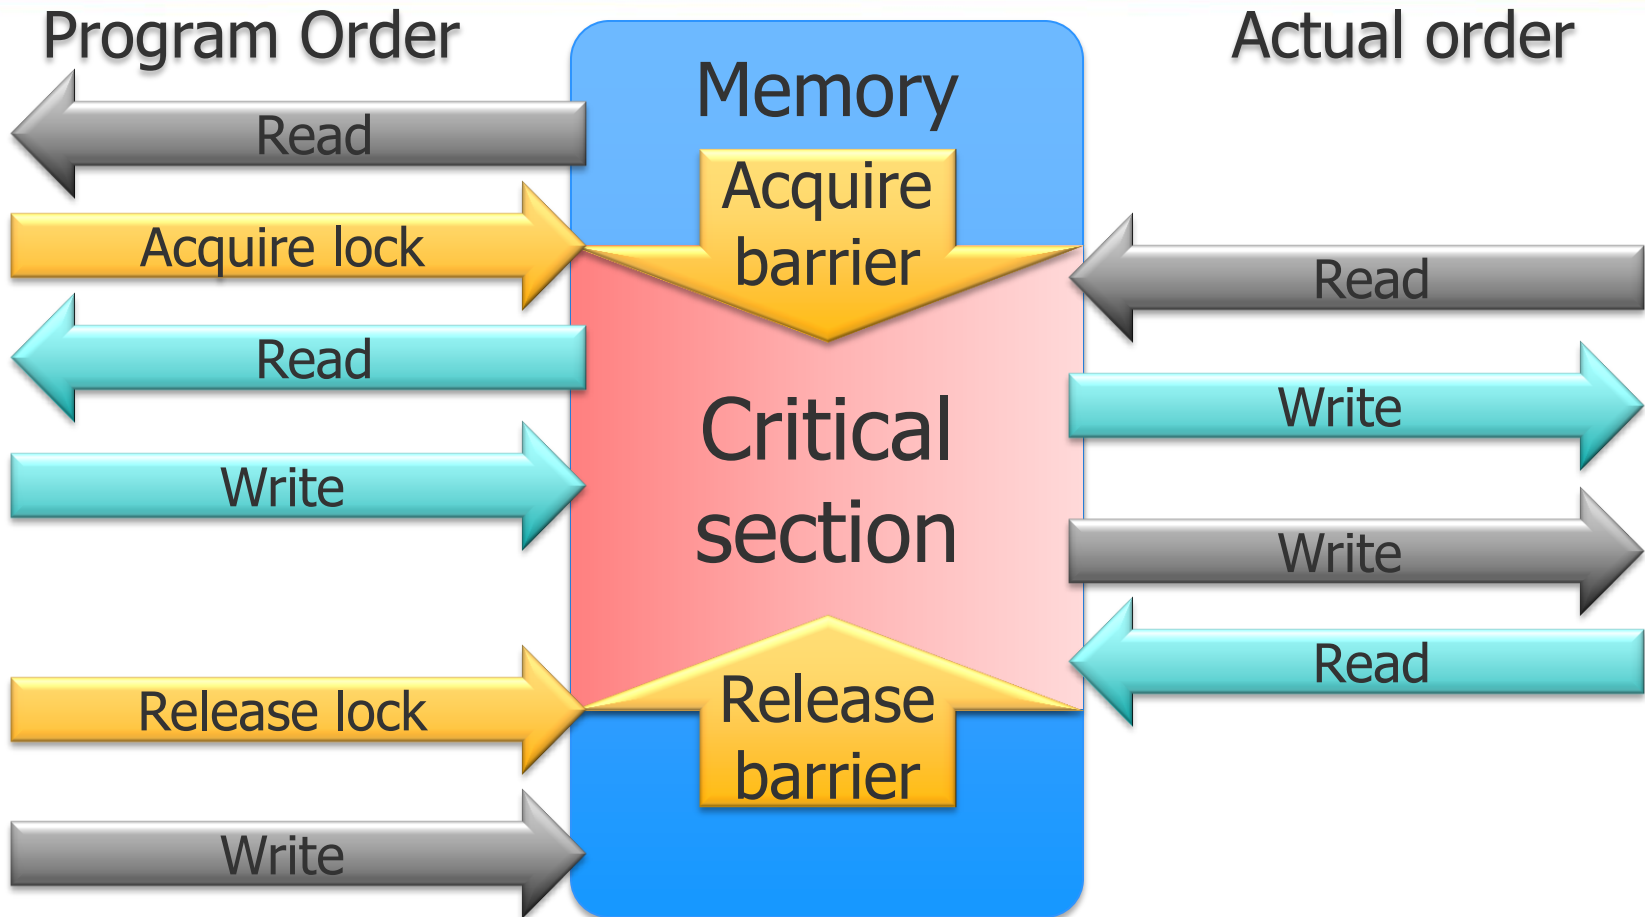 Program Order
Read
Acquire lock
Read
Write
Release lock
Write
Memory
Acquire
barrier
Critical
section
Release
barrier
Actual order
Read
Write
Write
Read